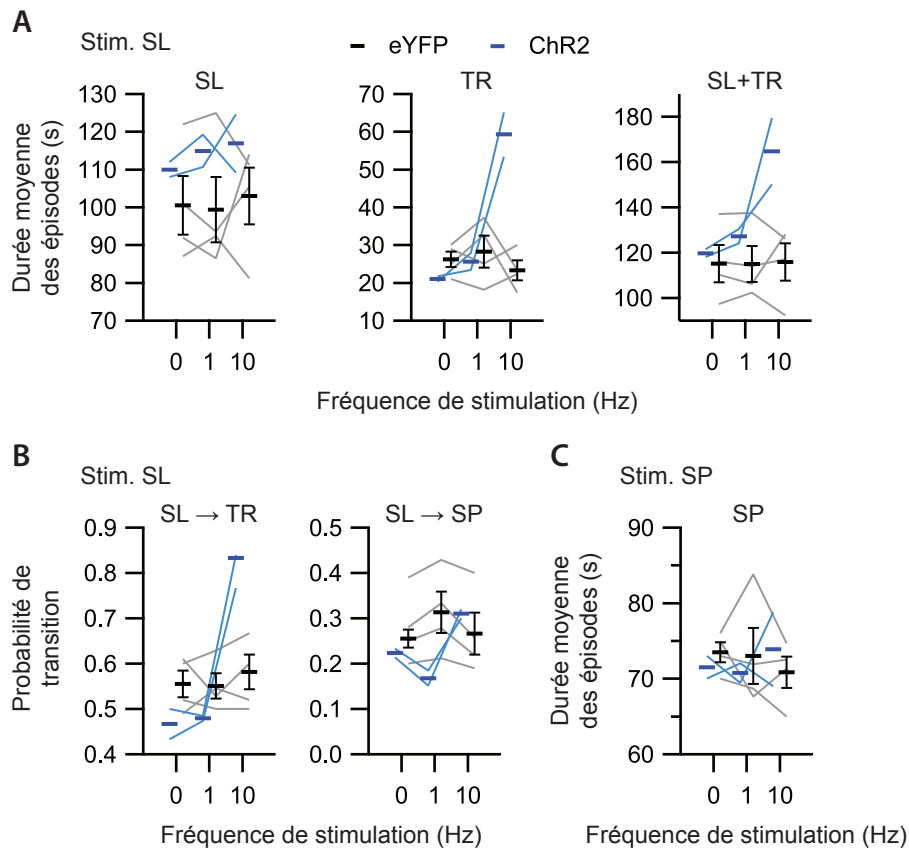 A
Stim. SL
eYFP ChR2
SL TR SL+TR
Durée moyenne
des épisodes (s)
130
120
110
100
90
80
70
70
60
50
40
30
20
10
180
160
140
120
100
0 1 10
0 1 10
0 1 10
Fréquence de stimulation (Hz)
B
Stim. SL
SL → TR SL → SP
Probabilité de
transition
0.9
0.8
0.7
0.6
0.5
0.4
0.5
0.4
0.3
0.2
0.1
0.0
0 1 10
0 1 10
Fréquence de stimulation (Hz)
C
Stim. SP
SP
Durée moyenne
des épisodes (s)
90
80
70
60
0 1 10
Fréquence de stimulation (Hz)